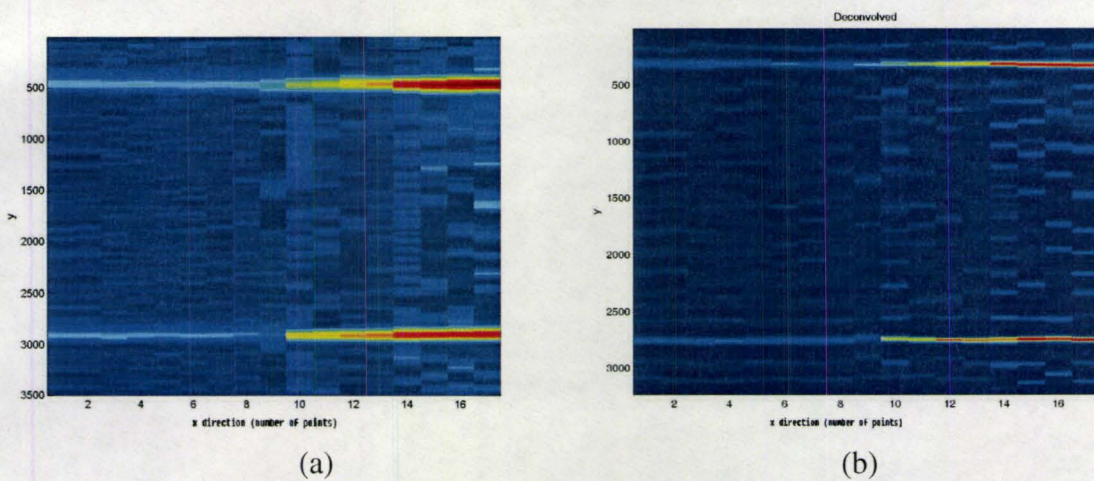 Deconvolved
500
1000
1500
2000
2500
3000
3500
y
2 4 6 8 10 12 14 16
x direction (number of points)
(a)
500
1000
1500
2000
2500
3000
y
2 4 6 8 10 12 14 16
x direction (number of points)
(b)